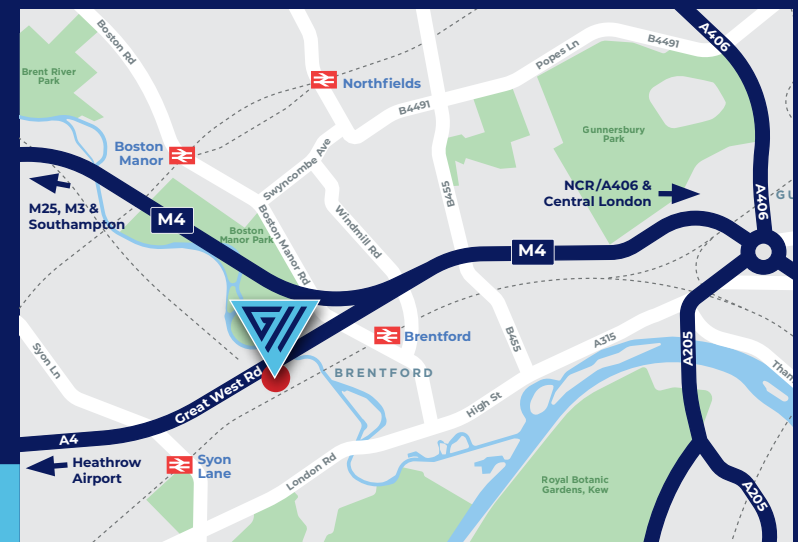 Boston Rd
A406
Popes Ln
B4491
Brent River
Park
Northfields
B4491
Gunnersbury
Park
Boston
Manor
Swyncombe Ave
NCR/A406 &
Central London
A406
GU
B455
M25, M3 &
Southampton
M4
Boston
Manor Park
Boston Manor Rd
Windmill Rd
M4
Brentford
B455
A315
A205
Syon Ln
BRENTFORD
Tham
Great West Rd
High St
A4
Heathrow
Airport
Syon
Lane
London Rd
Royal Botanic
Gardens, Kew
A205